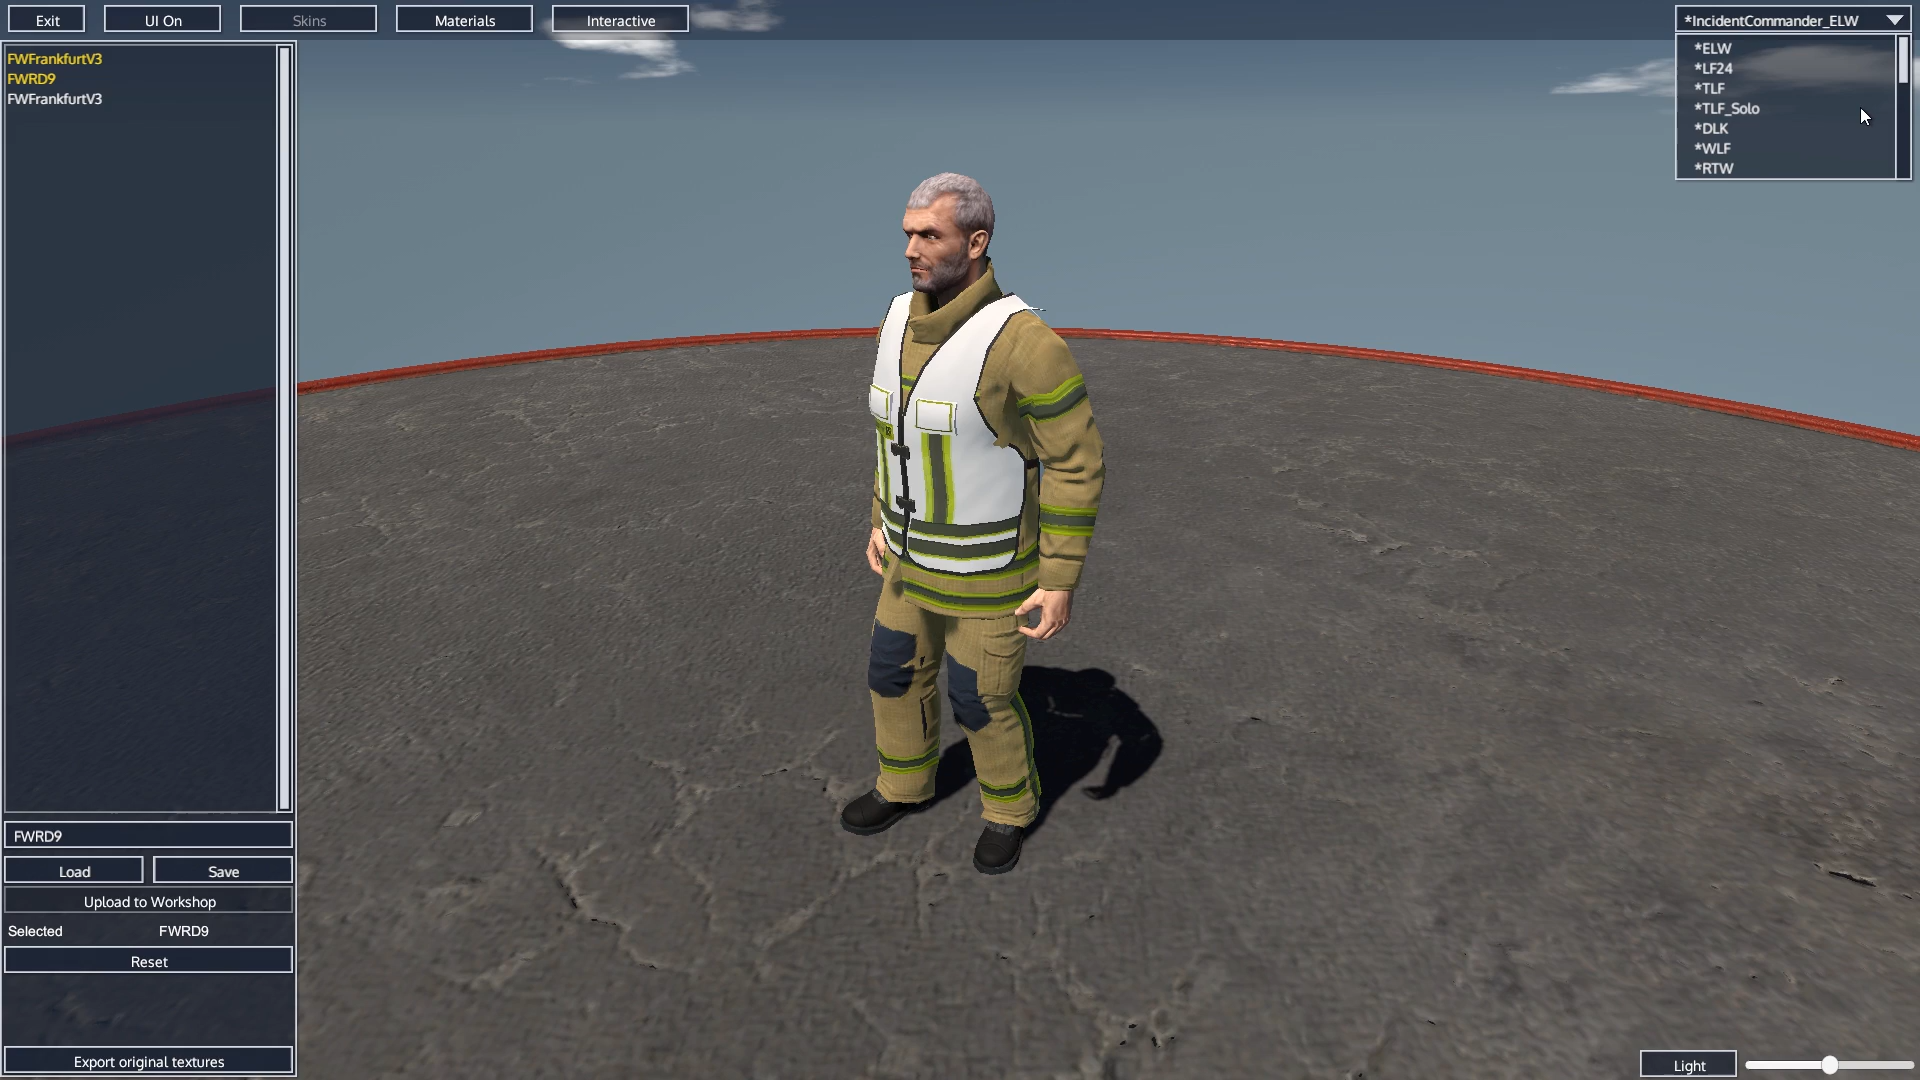 Exit
UI On
Skins
Materials
Interactive
*IncidentCommander_ELW
*ELW
*LF24
*TLF
*TLF_Solo
*DLK
*WLF
*RTW
FWFrankfurtV3
FWRD9
FWFrankfurtV3
FWRD9
Load
Save
Upload to Workshop
Selected FWRD9
Reset
Export original textures
Light